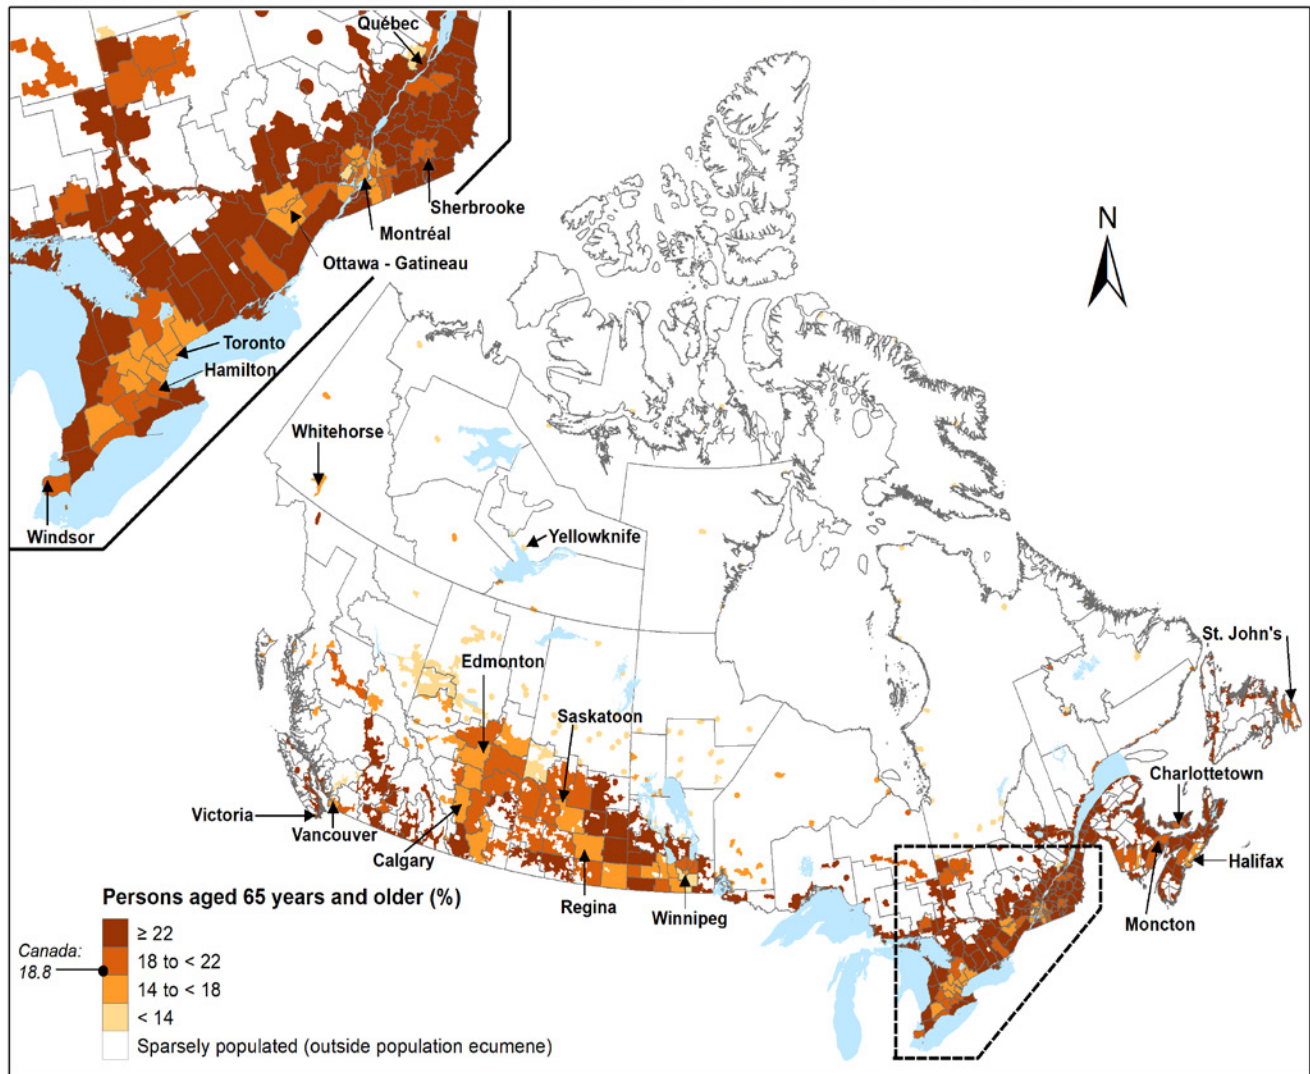 Québec
Sherbrooke
Montréal
Ottawa - Gatineau
Toronto
Hamilton
Windsor
N
Whitehorse
Yellowknife
St. John's
Edmonton
Saskatoon
Charlottetown
Victoria
Vancouver
Calgary
Halifax
Regina
Winnipeg
Moncton
Persons aged 65 years and older (%)
Canada:
18.8
≥ 22
18 to < 22
14 to < 18
< 14
Sparsely populated (outside population ecumene)